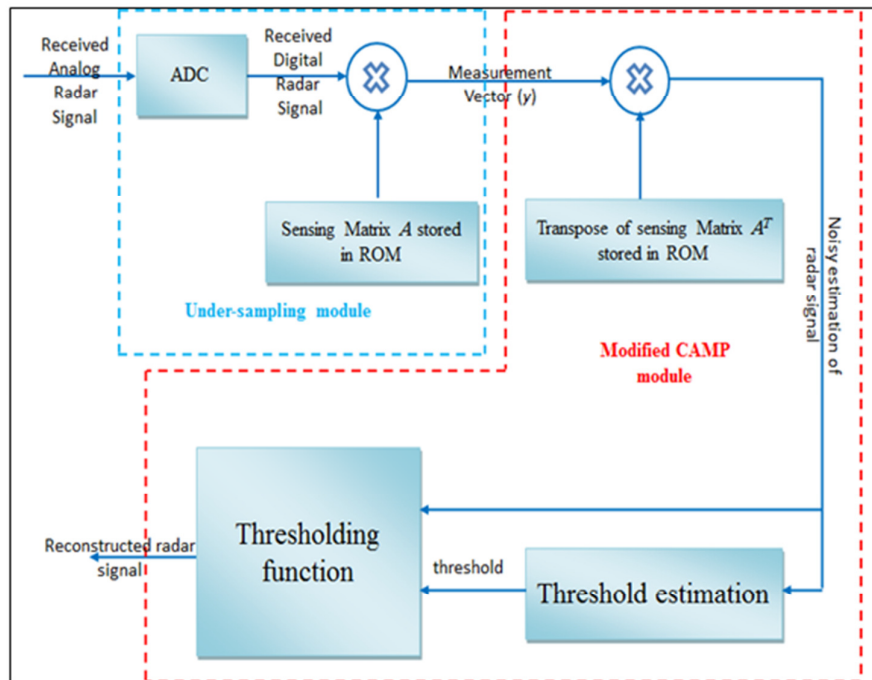 Received
Analog
Radar
Signal
ADC
Received
Digital
Radar
Signal
Measurement
Vector (y)
Sensing Matrix A stored
in ROM
Transpose of sensing Matrix A^T
stored in ROM
Under-sampling module
Modified CAMP
module
Noisy estimation of
radar signal
Thresholding
function
threshold
Threshold estimation
Reconstructed radar
signal